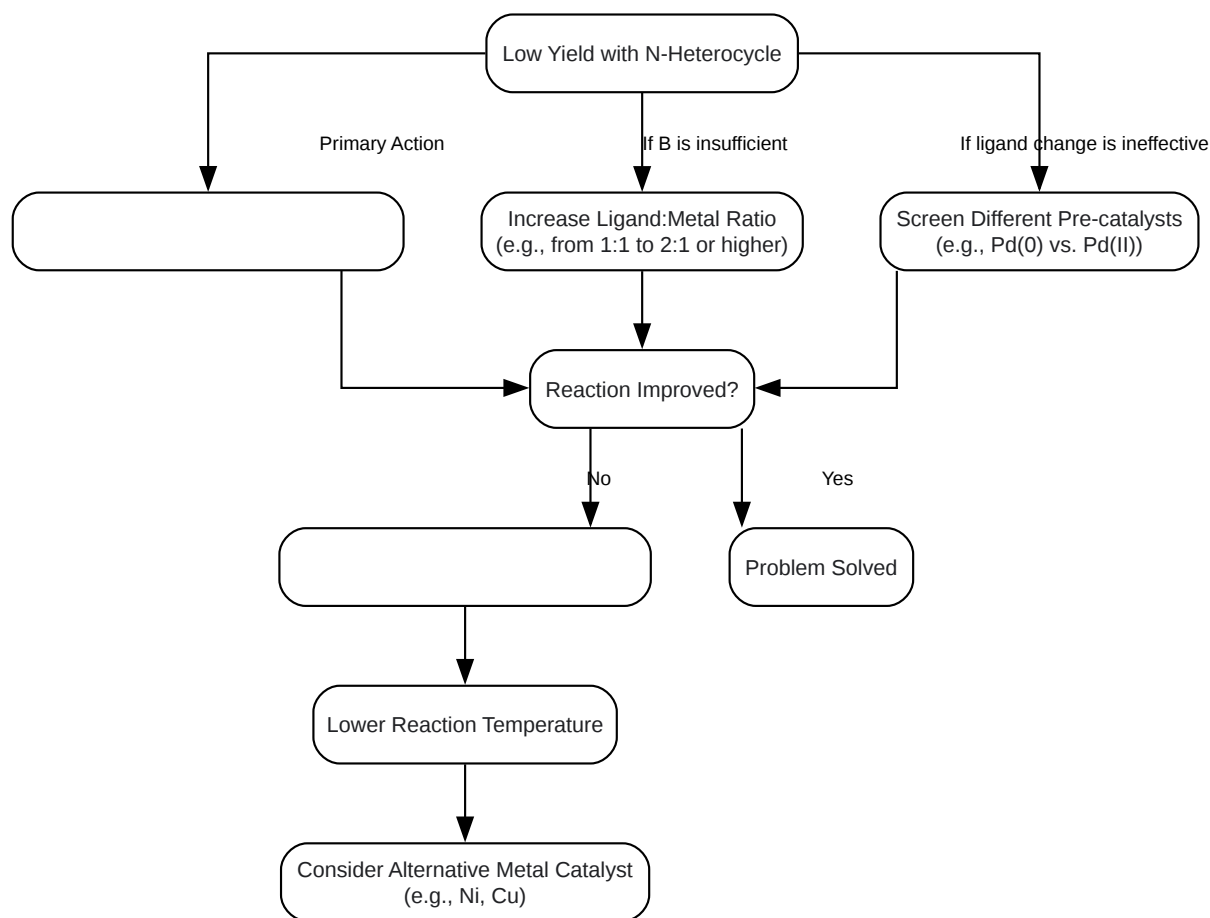 Low Yield with N-Heterocycle
Primary Action
If B is insufficient
If ligand change is ineffective
Increase Ligand:Metal Ratio
(e.g., from 1:1 to 2:1 or higher)
Screen Different Pre-catalysts
(e.g., Pd(0) vs. Pd(II))
Reaction Improved?
No
Yes
Problem Solved
Lower Reaction Temperature
Consider Alternative Metal Catalyst
(e.g., Ni, Cu)